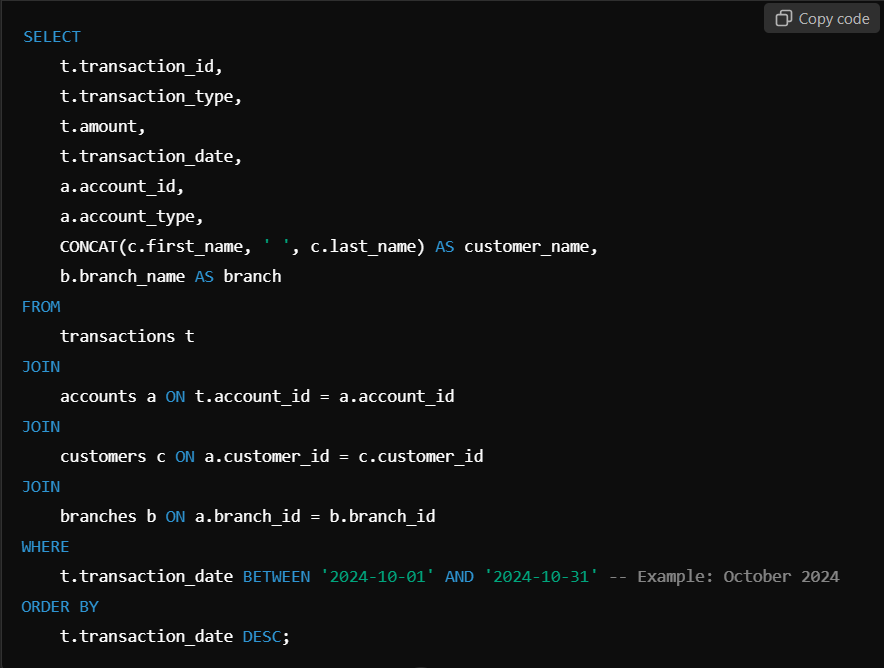 Copy code
SELECT
    t.transaction_id,
    t.transaction_type,
    t.amount,
    t.transaction_date,
    a.account_id,
    a.account_type,
    CONCAT(c.first_name, ' ', c.last_name) AS customer_name,
    b.branch_name AS branch
FROM
    transactions t
JOIN
    accounts a ON t.account_id = a.account_id
JOIN
    customers c ON a.customer_id = c.customer_id
JOIN
    branches b ON a.branch_id = b.branch_id
WHERE
    t.transaction_date BETWEEN '2024-10-01' AND '2024-10-31' -- Example: October 2024
ORDER BY
    t.transaction_date DESC;